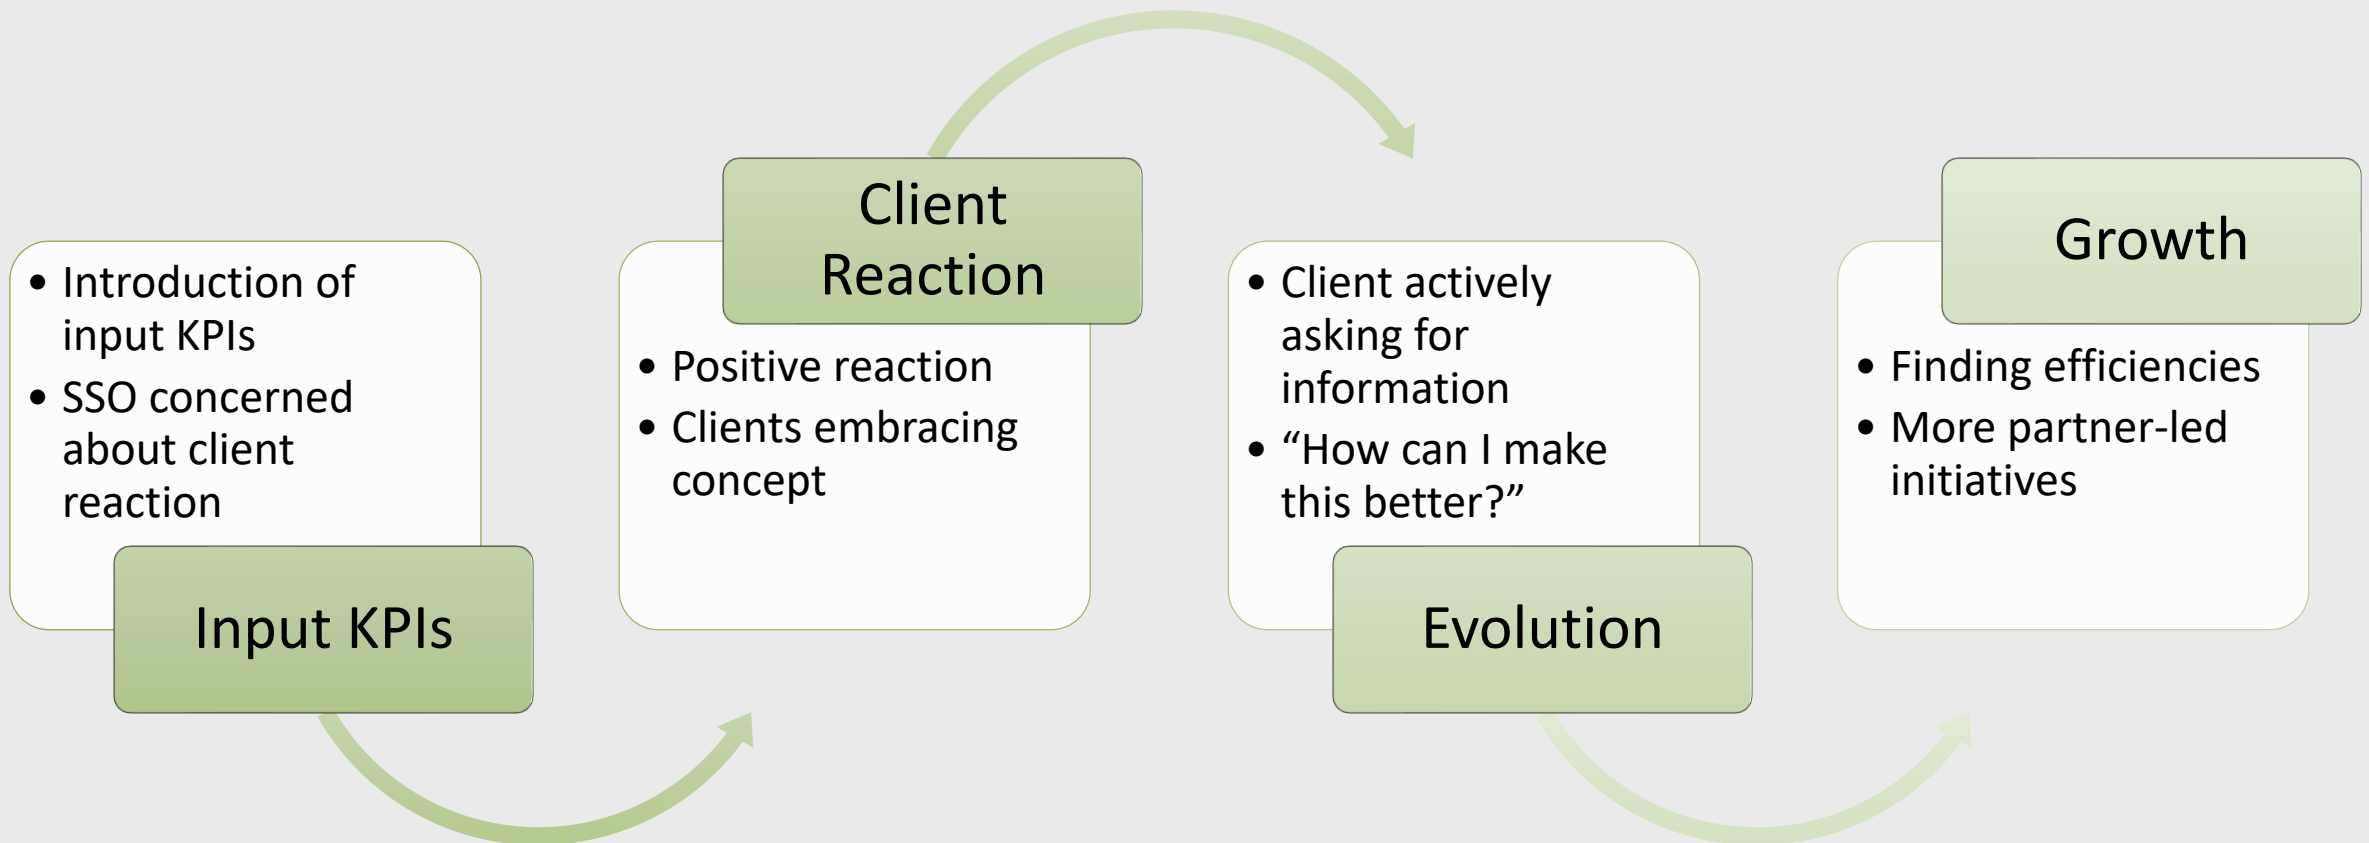 • Introduction of
input KPIs
• SSO concerned
about client
reaction
Input KPIs
Client
Reaction
• Positive reaction
• Clients embracing
concept
• Client actively
asking for
information
• “How can I make
this better?”
Evolution
Growth
• Finding efficiencies
• More partner-led
initiatives